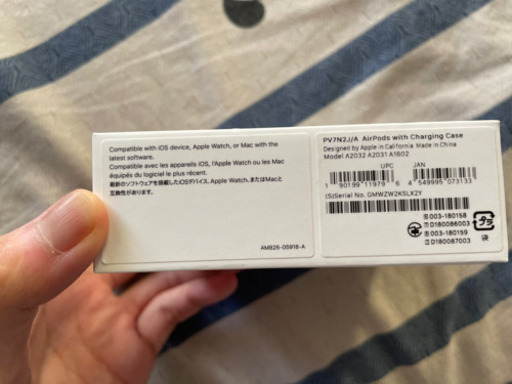 Compatible with iOS device, Apple Watch, or Mac with the
latest software.
Compatible avec les appareils iOS, l'Apple Watch ou les Mac
équipés du logiciel le plus récent.
最新のソフトウェアを搭載したiOSデバイス、Apple Watch、またはMacと
互換性があります。
AM826-05918-A
PV7N2J/A AirPods with Charging Case
Designed by Apple in California Made in China
Model A2032 A2031 A1602
UPC JAN
1 90199 11979 6 4 549995 073133
(S)Serial No. GMWZW2KSLX2Y
003-180158
D180086003
003-180159
D180087003
プラ
袋